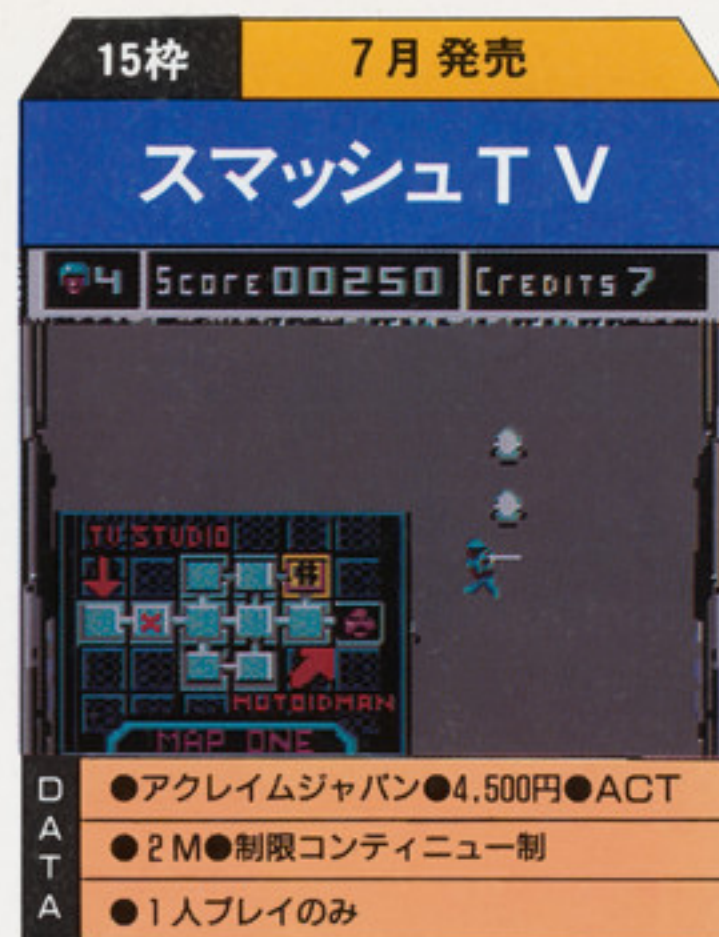 15枠
7月 発売
スマッシュTV
4 Score 00250 Credits 7
TV STUDIO
MUTOIDMAN
MAP ONE
DATA
●アクレイムジャパン●4.500円●ACT
●2M●制限コンティニュー制
●1人プレイのみ